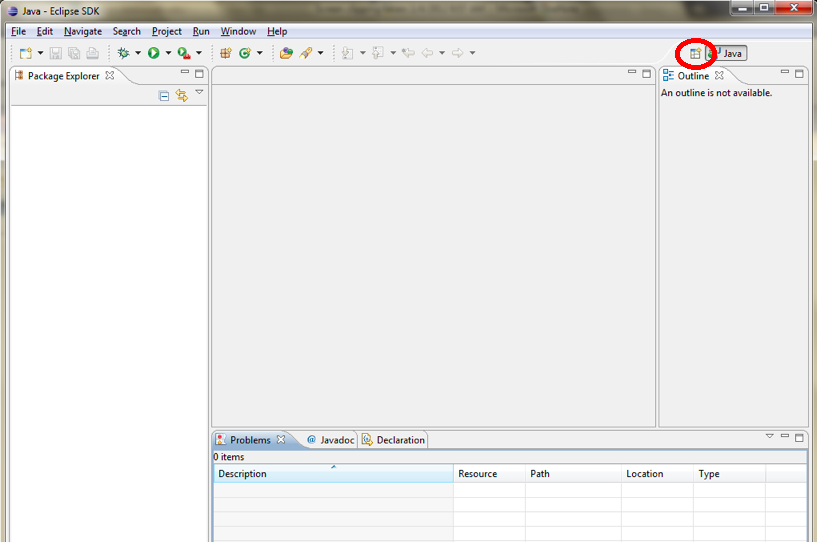 Java - Eclipse SDK
File Edit Navigate Search Project Run Window Help
Java
Package Explorer
Outline
An outline is not available.
Problems @ Javadoc Declaration
0 items
Description Resource Path Location Type